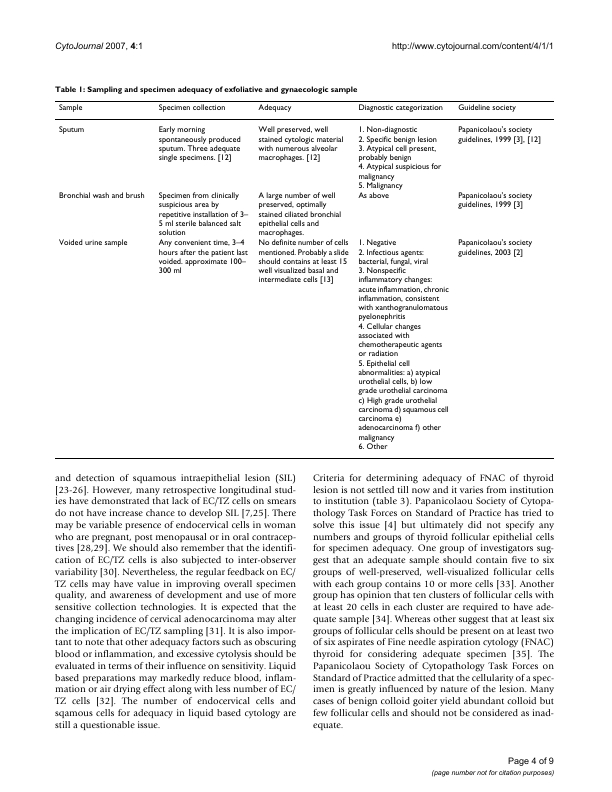 CytoJournal 2007, 4:1
http://www.cytojournal.com/content/4/1/1
Table 1: Sampling and specimen adequacy of exfoliative and gynaecologic sample
Sample
Specimen collection
Adequacy
Diagnostic categorization
Guideline society
Sputum
Early morning
spontaneously produced
sputum. Three adequate
single specimens. [12]
Well preserved, well
stained cytologic material
with numerous alveolar
macrophages. [12]
1. Non-diagnostic
2. Specific benign lesion
3. Atypical cell present,
probably benign
4. Atypical suspicious for
malignancy
5. Malignancy
Papanicolaou's society
guidelines, 1999 [3], [12]
Bronchial wash and brush
Specimen from clinically
suspicious area by
repetitive installation of 3–
5 ml sterile balanced salt
solution
A large number of well
preserved, optimally
stained ciliated bronchial
epithelial cells and
macrophages.
As above
Papanicolaou's society
guidelines, 1999 [3]
Voided urine sample
Any convenient time, 3–4
hours after the patient last
voided. approximate 100–
300 ml
No definite number of cells
mentioned. Probably a slide
should contains at least 15
well visualized basal and
intermediate cells [13]
1. Negative
2. Infectious agents:
bacterial, fungal, viral
3. Nonspecific
inflammatory changes:
acute inflammation, chronic
inflammation, consistent
with xanthogranulomatous
pyelonephritis
4. Cellular changes
associated with
chemotherapeutic agents
or radiation
5. Epithelial cell
abnormalities: a) atypical
urothelial cells, b) low
grade urothelial carcinoma
c) High grade urothelial
carcinoma d) squamous cell
carcinoma e)
adenocarcinoma f) other
malignancy
6. Other
Papanicolaou's society
guidelines, 2003 [2]
and detection of squamous intraepithelial lesion (SIL)
[23-26]. However, many retrospective longitudinal stud-
ies have demonstrated that lack of EC/TZ cells on smears
do not have increase chance to develop SIL [7,25]. There
may be variable presence of endocervical cells in woman
who are pregnant, post menopausal or in oral contracep-
tives [28,29]. We should also remember that the identifi-
cation of EC/TZ cells is also subjected to inter-observer
variability [30]. Nevertheless, the regular feedback on EC/
TZ cells may have value in improving overall specimen
quality, and awareness of development and use of more
sensitive collection technologies. It is expected that the
changing incidence of cervical adenocarcinoma may alter
the implication of EC/TZ sampling [31]. It is also impor-
tant to note that other adequacy factors such as obscuring
blood or inflammation, and excessive cytolysis should be
evaluated in terms of their influence on sensitivity. Liquid
based preparations may markedly reduce blood, inflam-
mation or air drying effect along with less number of EC/
TZ cells [32]. The number of endocervical cells and
sqamous cells for adequacy in liquid based cytology are
still a questionable issue.
Criteria for determining adequacy of FNAC of thyroid
lesion is not settled till now and it varies from institution
to institution (table 3). Papanicolaou Society of Cytopa-
thology Task Forces on Standard of Practice has tried to
solve this issue [4] but ultimately did not specify any
numbers and groups of thyroid follicular epithelial cells
for specimen adequacy. One group of investigators sug-
gest that an adequate sample should contain five to six
groups of well-preserved, well-visualized follicular cells
with each group contains 10 or more cells [33]. Another
group has opinion that ten clusters of follicular cells with
at least 20 cells in each cluster are required to have ade-
quate sample [34]. Whereas other suggest that at least six
groups of follicular cells should be present on at least two
of six aspirates of Fine needle aspiration cytology (FNAC)
thyroid for considering adequate specimen [35]. The
Papanicolaou Society of Cytopathology Task Forces on
Standard of Practice admitted that the cellularity of a spec-
imen is greatly influenced by nature of the lesion. Many
cases of benign colloid goiter yield abundant colloid but
few follicular cells and should not be considered as inad-
equate.
Page 4 of 9
(page number not for citation purposes)